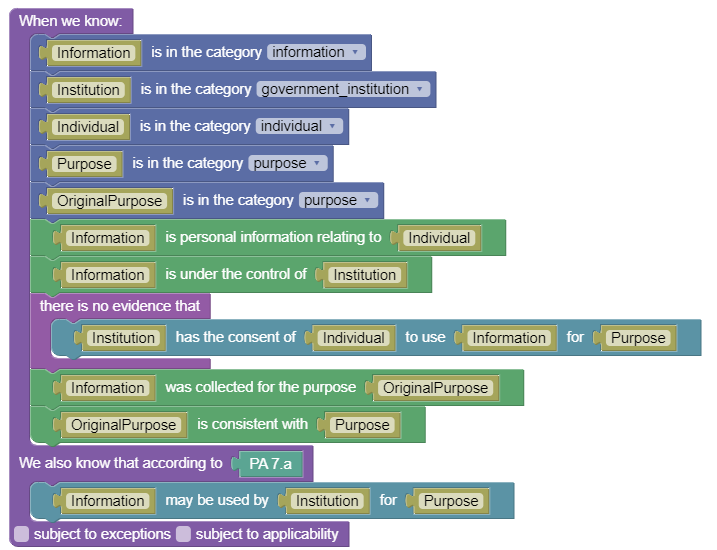 When we know:
Information is in the category information
Institution is in the category government_institution
Individual is in the category individual
Purpose is in the category purpose
OriginalPurpose is in the category purpose
Information is personal information relating to Individual
Information is under the control of Institution
there is no evidence that
Institution has the consent of Individual to use Information for Purpose
Information was collected for the purpose OriginalPurpose
OriginalPurpose is consistent with Purpose
We also know that according to PA 7.a
Information may be used by Institution for Purpose
subject to exceptions subject to applicability